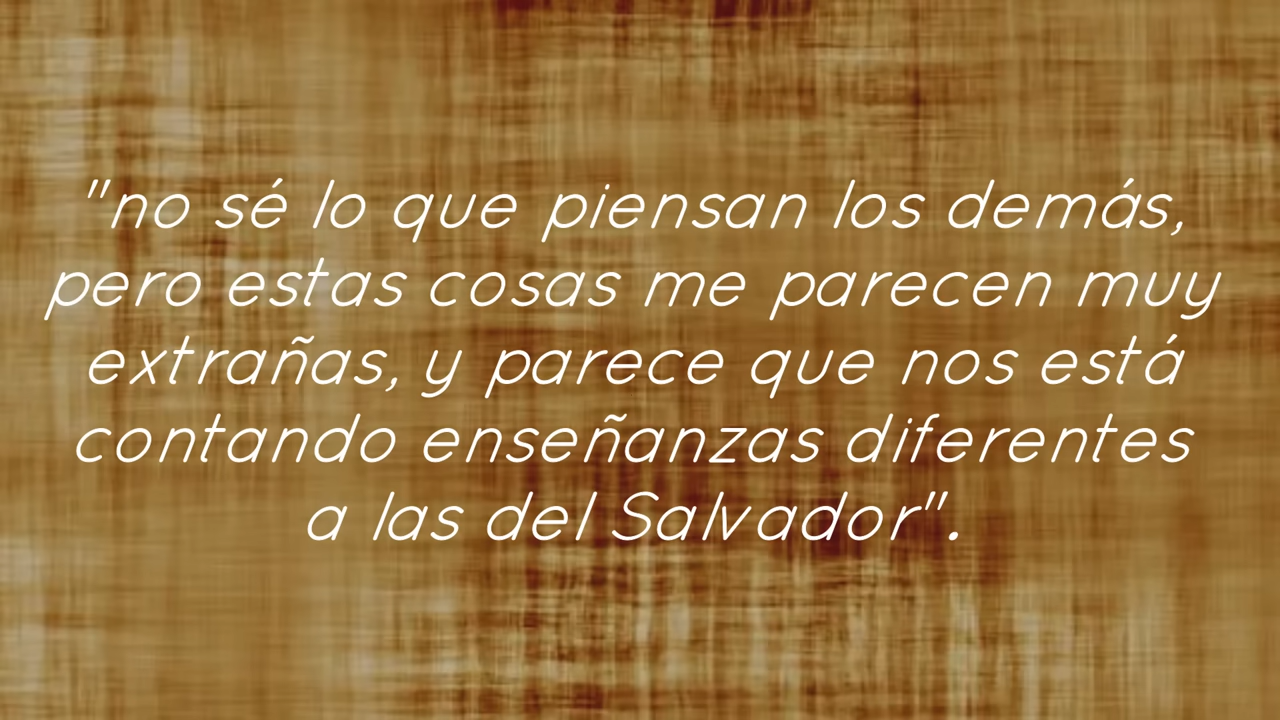 "no sé lo que piensan los demás,
pero estas cosas me parecen muy
extrañas, y parece que nos está
contando enseñanzas diferentes
a las del Salvador".